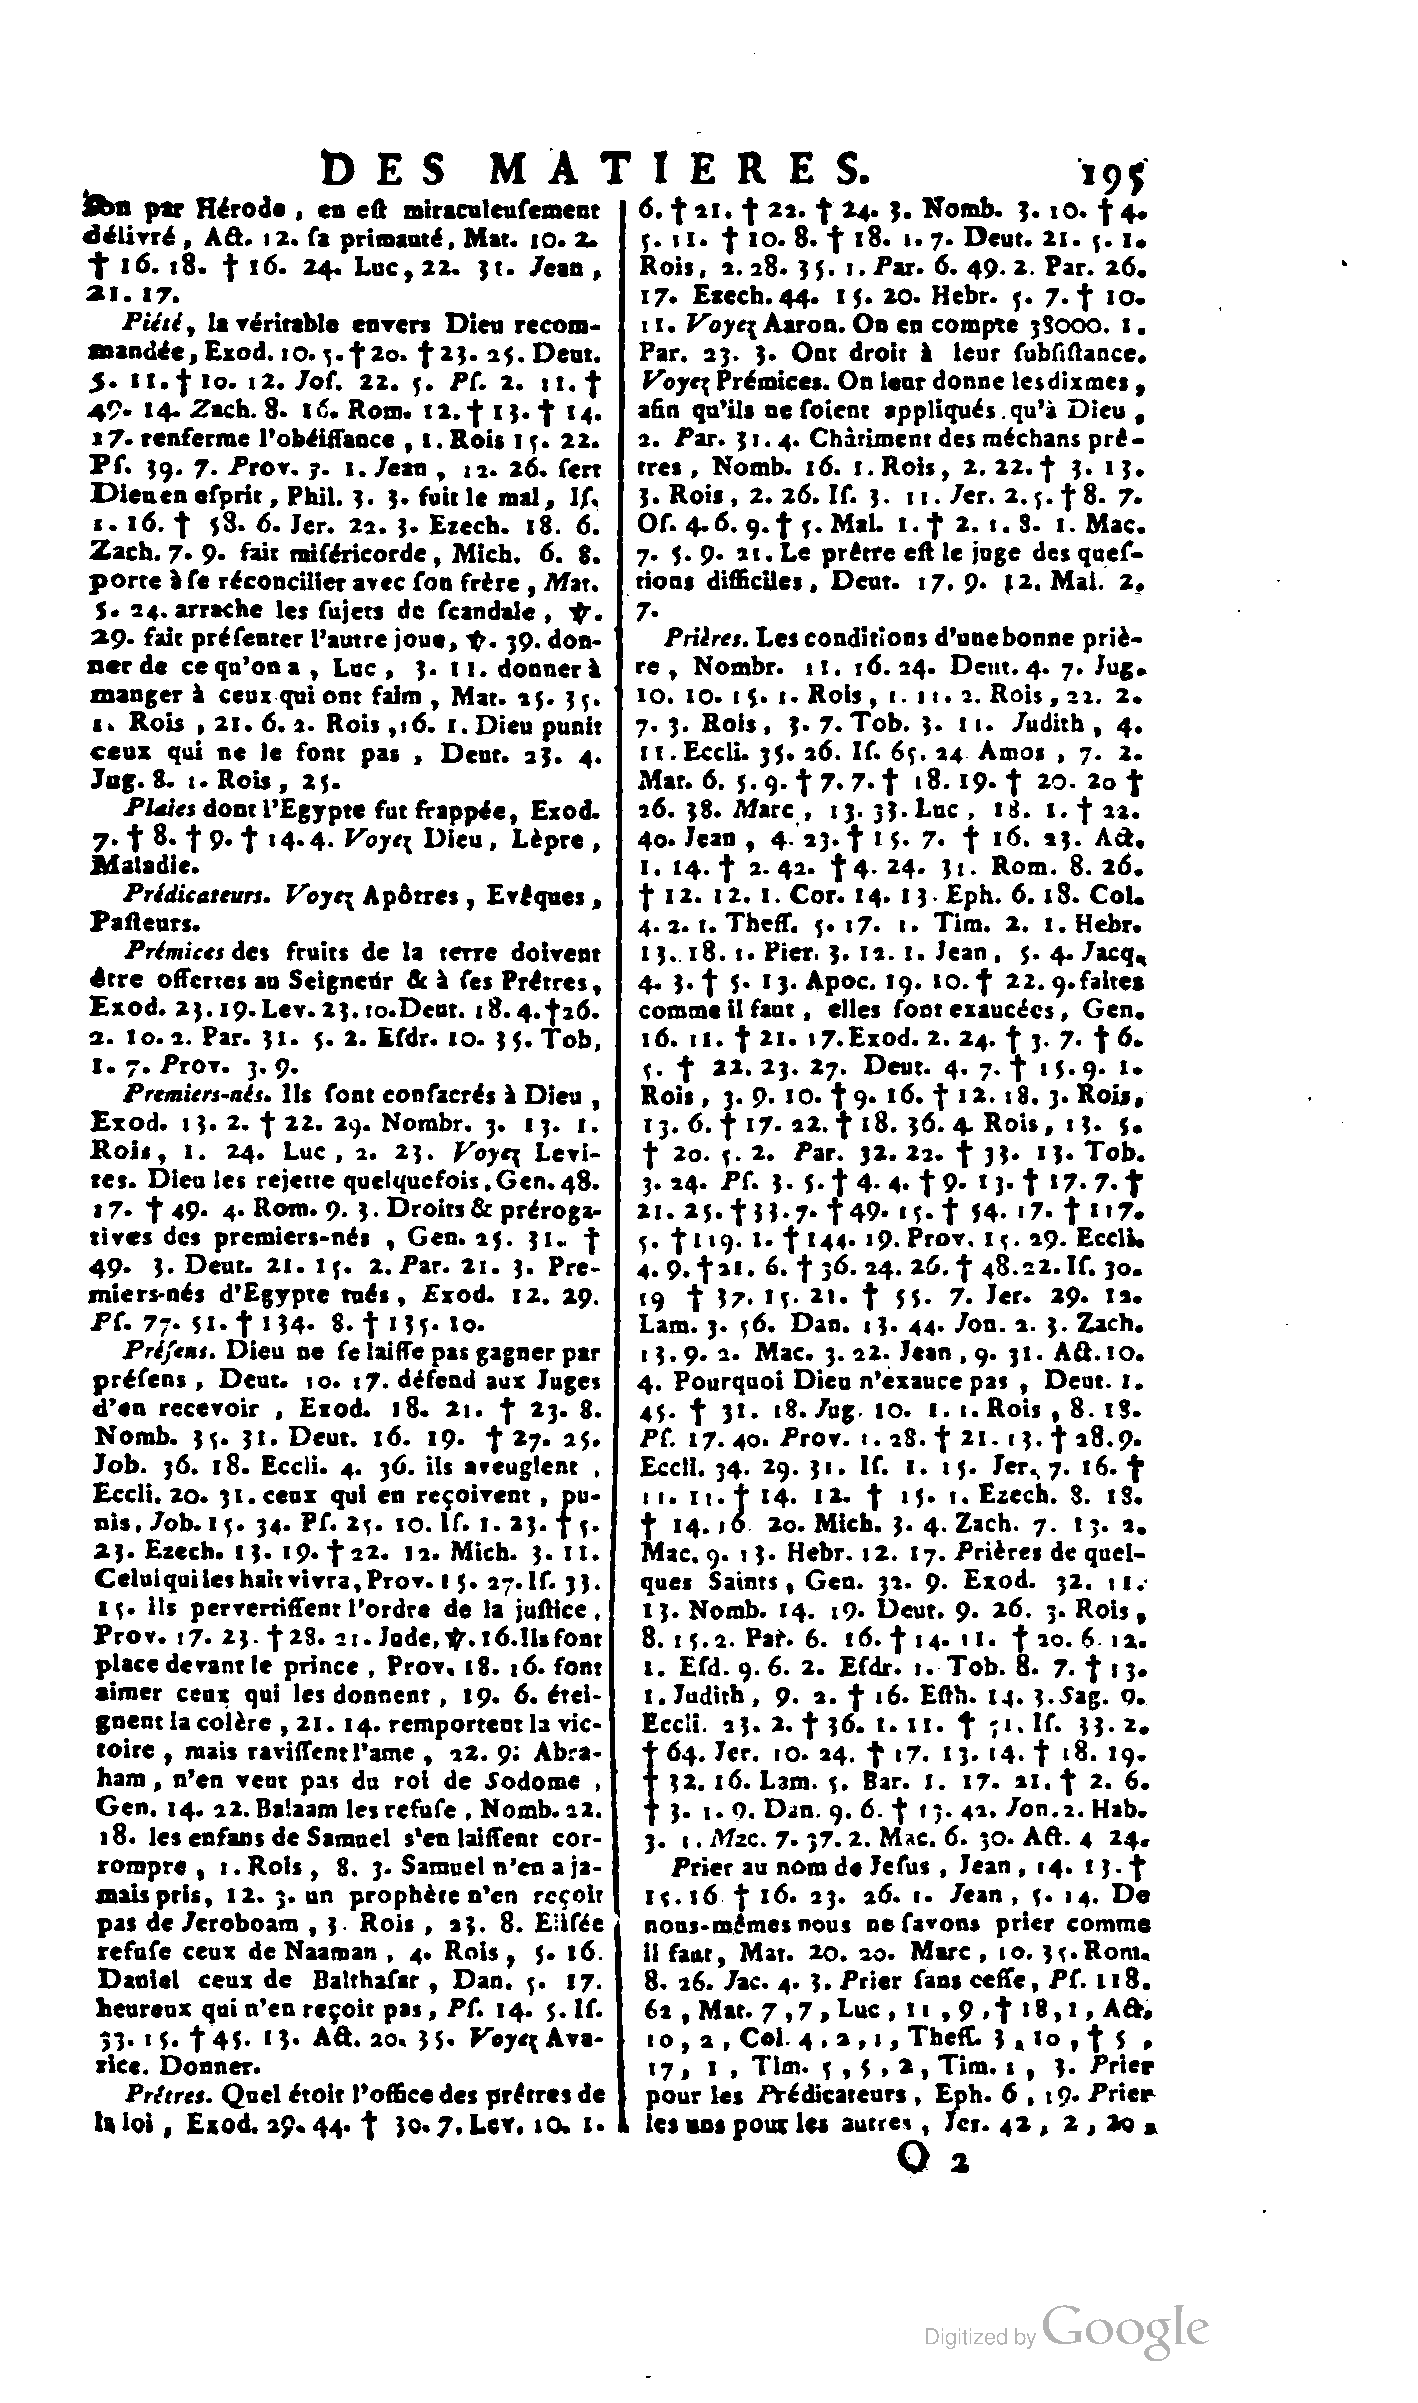 DES MATIERES. 195
son par Hérode, en eſt miraculeuſement
délivré, Act. 12. ſa primauté, Mat. 10. 2.
† 16. 18. † 16. 24. Luc, 22. 31. Jean,
21. 17.
Piété, la véritable envers Dieu recom-
mandée, Exod. 10. 5. † 20. † 23. 25. Deut.
5. 11. † 10. 12. Joſ. 22. 5. Pſ. 2. 11. †
49. 14. Zach. 8. 16. Rom. 12. † 13. † 14.
17. renferme l'obéiſſance, 1. Rois 15. 22.
Pſ. 39. 7. Prov. 3. 1. Jean, 12. 26. ſert
Dieu en eſprit, Phil. 3. 3. fuit le mal, Iſ.
1. 16. † 58. 6. Jer. 22. 3. Ezech. 18. 6.
Zach. 7. 9. fait miſéricorde, Mich. 6. 8.
porte à ſe réconcilier avec ſon frère, Mat.
5. 24. arrache les ſujets de ſcandale, ℣.
29. fait préſenter l'autre joue, ℣. 39. don-
ner de ce qu'on a, Luc, 3. 11. donner à
manger à ceux qui ont faim, Mat. 25. 35.
1. Rois, 21. 6. 2. Rois, 16. 1. Dieu punit
ceux qui ne le font pas, Deut. 23. 4.
Jug. 8. 1. Rois, 25.
Plaies dont l'Egypte fut frappée, Exod.
7. † 8. † 9. † 14. 4. Voyez Dieu, Lèpre,
Maladie.
Prédicateurs. Voyez Apôtres, Evêques,
Paſteurs.
Prémices des fruits de la terre doivent
être offertes au Seigneur & à ſes Prêtres,
Exod. 23. 19. Lev. 23. 10. Deut. 18. 4. † 26.
2. 10. 2. Par. 31. 5. 2. Eſdr. 10. 35. Tob,
1. 7. Prov. 3. 9.
Premiers-nés. Ils ſont conſacrés à Dieu,
Exod. 13. 2. † 22. 29. Nombr. 3. 13. 1.
Rois, 1. 24. Luc, 2. 23. Voyez Levi-
tes. Dieu les rejette quelquefois, Gen. 48.
17. † 49. 4. Rom. 9. 3. Droits & préroga-
tives des premiers-nés, Gen. 25. 31. †
49. 3. Deut. 21. 15. 2. Par. 21. 3. Pre-
miers-nés d'Egypte tués, Exod. 12. 29.
Pſ. 77. 51. † 134. 8. † 135. 10.
Préſens. Dieu ne ſe laiſſe pas gagner par
préſens, Deut. 10. 17. défend aux Juges
d'en recevoir, Exod. 18. 21. † 23. 8.
Nomb. 35. 31. Deut. 16. 19. † 27. 25.
Job. 36. 18. Eccli. 4. 36. ils aveuglent,
Eccli. 20. 31. ceux qui en reçoivent, pu-
nis, Job. 15. 34. Pſ. 25. 10. Iſ. 1. 23. † 5.
23. Ezech. 13. 19. † 22. 12. Mich. 3. 11.
Celui qui les hait vivra, Prov. 15. 27. Iſ. 33.
15. ils pervertiſſent l'ordre de la juſtice,
Prov. 17. 23. † 28. 21. Jude, ℣. 16. Ils font
place devant le prince, Prov. 18. 16. font
aimer ceux qui les donnent, 19. 6. étei-
gnent la colère, 21. 14. remportent la vic-
toire, mais raviſſent l'ame, 22. 9: Abra-
ham, n'en veut pas du roi de Sodome,
Gen. 14. 22. Balaam les refuſe, Nomb. 22.
18. les enfans de Samuel s'en laiſſent cor-
rompre, 1. Rois, 8. 3. Samuel n'en a ja-
mais pris, 12. 3. un prophète n'en reçoit
pas de Jeroboam, 3. Rois, 23. 8. Eliſée
refuſe ceux de Naaman, 4. Rois, 5. 16.
Daniel ceux de Balthaſar, Dan. 5. 17.
heureux qui n'en reçoit pas, Pſ. 14. 5. Iſ.
33. 15. † 45. 13. Act. 20. 35. Voyez Ava-
rice. Donner.
Prêtres. Quel étoit l'office des prêtres de
la loi, Exod. 29. 44. † 30. 7. Lev. 10. 1.
6. † 21. † 22. † 24. 3. Nomb. 3. 10. † 4.
5. 11. † 10. 8. † 18. 1. 7. Deut. 21. 5. 1.
Rois, 2. 28. 35. 1. Par. 6. 49. 2. Par. 26.
17. Ezech. 44. 15. 20. Hebr. 5. 7. † 10.
11. Voyez Aaron. On en compte 38000. 1.
Par. 23. 3. Ont droit à leur ſubſiſtance.
Voyez Prémices. On leur donne les dixmes,
afin qu'ils ne ſoient appliqués qu'à Dieu,
2. Par. 31. 4. Châtiment des méchans prê-
tres, Nomb. 16. 1. Rois, 2. 22. † 3. 13.
3. Rois, 2. 26. Iſ. 3. 11. Jer. 2. 5. † 8. 7.
Oſ. 4. 6. 9. † 5. Mal. 1. † 2. 1. 8. 1. Mac.
7. 5. 9. 21. Le prêtre eſt le juge des queſ-
tions difficiles, Deut. 17. 9. 12. Mal. 2.
7.
Prières. Les conditions d'une bonne priè-
re, Nombr. 11. 16. 24. Deut. 4. 7. Jug.
10. 10. 15. 1. Rois, 1. 11. 2. Rois, 22. 2.
7. 3. Rois, 3. 7. Tob. 3. 11. Judith, 4.
11. Eccli. 35. 26. Iſ. 65. 24 Amos, 7. 2.
Mat. 6. 5. 9. † 7. 7. † 18. 19. † 20. 20 †
26. 38. Marc, 13. 33. Luc, 18. 1. † 22.
40. Jean, 4. 23. † 15. 7. † 16. 23. Act.
1. 14. † 2. 42. † 4. 24. 31. Rom. 8. 26.
† 12. 12. 1. Cor. 14. 13. Eph. 6. 18. Col.
4. 2. 1. Theſſ. 5. 17. 1. Tim. 2. 1. Hebr.
13. 18. 1. Pier. 3. 12. 1. Jean, 5. 4. Jacq.
4. 3. † 5. 13. Apoc. 19. 10. † 22. 9. faites
comme il faut, elles ſont exaucées, Gen.
16. 11. † 21. 17. Exod. 2. 24. † 3. 7. † 6.
5. † 22. 23. 27. Deut. 4. 7. † 15. 9. 1.
Rois, 3. 9. 10. † 9. 16. † 12. 18. 3. Rois,
13. 6. † 17. 22. † 18. 36. 4. Rois, 13. 5.
† 20. 5. 2. Par. 32. 22. † 33. 13. Tob.
3. 24. Pſ. 3. 5. † 4. 4. † 9. 13. † 17. 7. †
21. 25. † 33. 7. † 49. 15. † 54. 17. † 117.
5. † 119. 1. † 144. 19. Prov. 15. 29. Eccli.
4. 9. † 21. 6. † 36. 24. 26. † 48. 22. Iſ. 30.
19 † 37. 15. 21. † 55. 7. Jer. 29. 12.
Lam. 3. 56. Dan. 13. 44. Jon. 2. 3. Zach.
13. 9. 2. Mac. 3. 22. Jean, 9. 31. Act. 10.
4. Pourquoi Dieu n'exauce pas, Deut. 1.
45. † 31. 18. Jug. 10. 1. 1. Rois, 8. 18.
Pſ. 17. 40. Prov. 1. 28. † 21. 13. † 28. 9.
Eccli. 34. 29. 31. Iſ. 1. 15. Jer. 7. 16. †
11. 11. † 14. 12. † 15. 1. Ezech. 8. 18.
† 14. 16 20. Mich. 3. 4. Zach. 7. 13. 2.
Mac. 9. 13. Hebr. 12. 17. Prières de quel-
ques Saints, Gen. 32. 9. Exod. 32. 11.
13. Nomb. 14. 19. Deut. 9. 26. 3. Rois,
8. 15. 2. Par. 6. 16. † 14. 11. † 20. 6. 12.
1. Eſd. 9. 6. 2. Eſdr. 1. Tob. 8. 7. † 13.
1. Judith, 9. 2. † 16. Eſth. 14. 3. Sag. 9.
Eccli. 23. 2. † 36. 1. 11. † 51. Iſ. 33. 2.
† 64. Jer. 10. 24. † 17. 13. 14. † 18. 19.
† 32. 16. Lam. 5. Bar. 1. 17. 21. † 2. 6.
† 3. 1. 9. Dan. 9. 6. † 13. 42. Jon. 2. Hab.
3. 1. Mac. 7. 37. 2. Mac. 6. 30. Act. 4 24.
Prier au nom de Jeſus, Jean, 14. 13. †
15. 16 † 16. 23. 26. 1. Jean, 5. 14. De
nous-mêmes nous ne ſavons prier comme
il faut, Mat. 20. 20. Marc, 10. 35. Rom.
8. 26. Jac. 4. 3. Prier ſans ceſſe, Pſ. 118.
62, Mat. 7, 7, Luc, 11, 9, † 18, 1, Act,
10, 2, Col. 4, 2, 1, Theſſ. 3, 10, † 5,
17, 1, Tim. 5, 5, 2, Tim. 1, 3. Prier
pour les Prédicateurs, Eph. 6, 19. Prier
les uns pour les autres, Jer. 42, 2, 20,
O 2
Digitized by Google